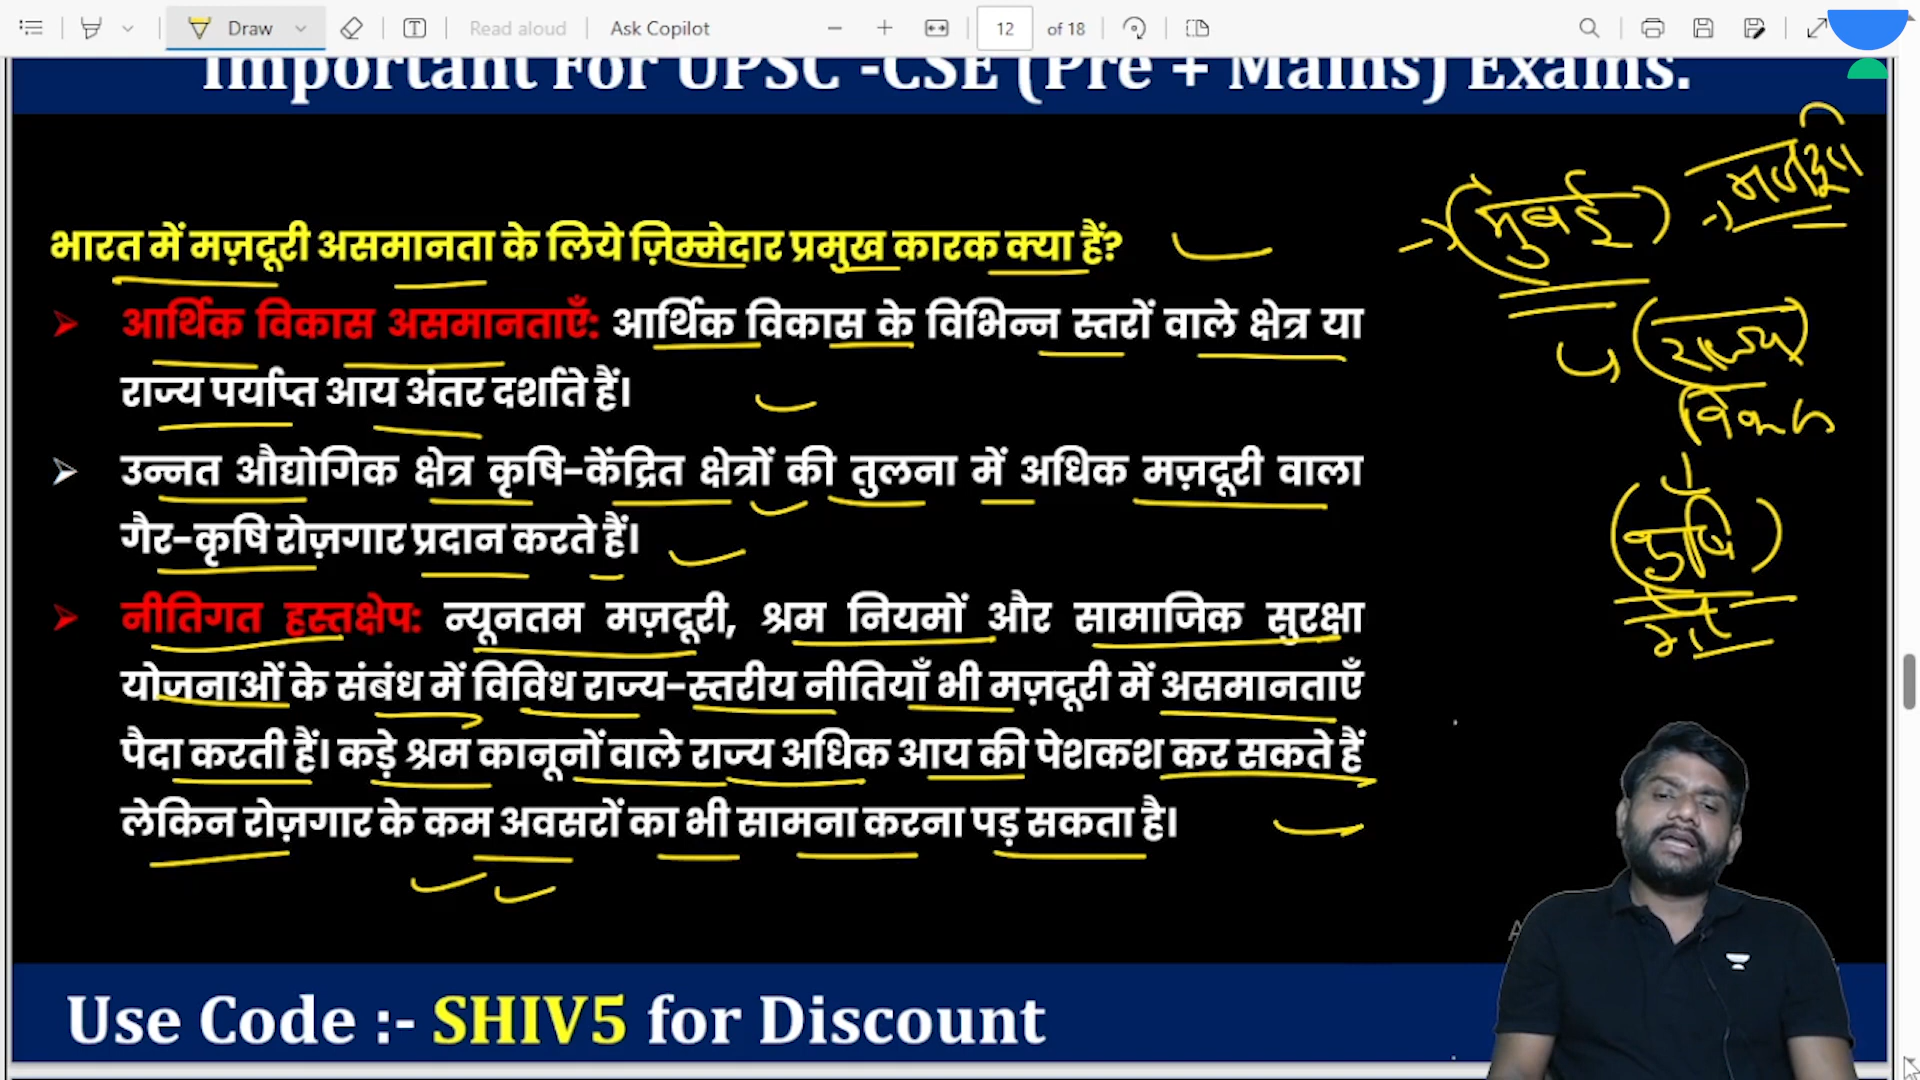 Draw
Read aloud
Ask Copilot
12 of 18
Important For UPSC -CSE (Pre + Mains) Exams.
भारत में मज़दूरी असमानता के लिये ज़िम्मेदार प्रमुख कारक क्या हैं?
आर्थिक विकास असमानताएँ: आर्थिक विकास के विभिन्न स्तरों वाले क्षेत्र या
राज्य पर्याप्त आय अंतर दर्शाते हैं।
उन्नत औद्योगिक क्षेत्र कृषि-केंद्रित क्षेत्रों की तुलना में अधिक मज़दूरी वाला
गैर-कृषि रोज़गार प्रदान करते हैं।
नीतिगत हस्तक्षेप: न्यूनतम मज़दूरी, श्रम नियमों और सामाजिक सुरक्षा
योजनाओं के संबंध में विविध राज्य-स्तरीय नीतियाँ भी मज़दूरी में असमानताएँ
पैदा करती हैं। कड़े श्रम कानूनों वाले राज्य अधिक आय की पेशकश कर सकते हैं
लेकिन रोज़गार के कम अवसरों का भी सामना करना पड़ सकता है।
मुंबई
राज्य
कृषि
Use Code :- SHIV5 for Discount